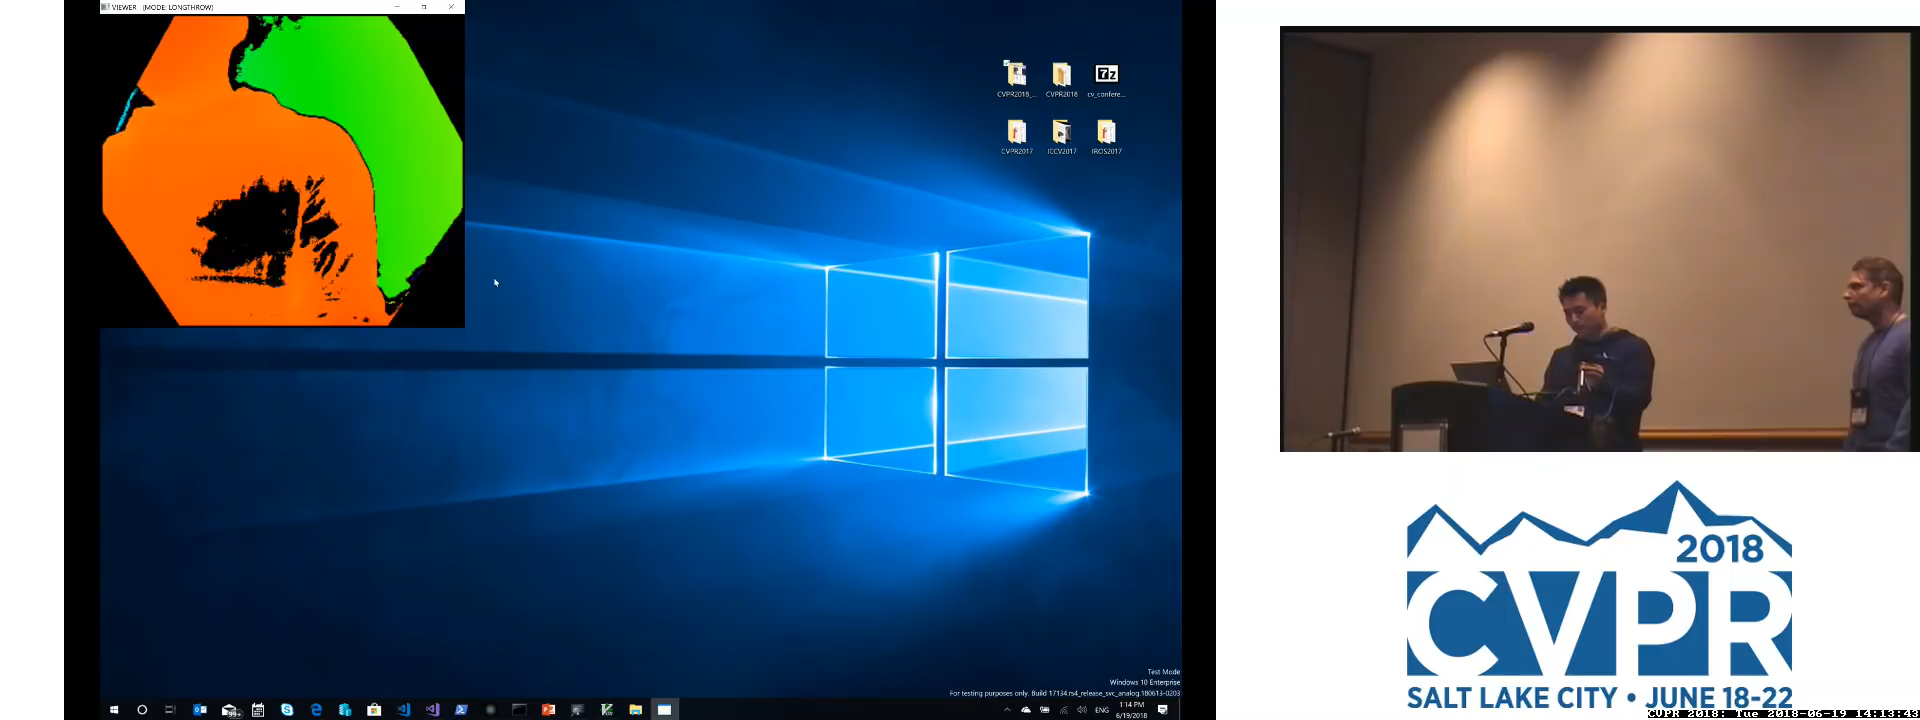 VIEWER (MODE: LONGTHROW)
CVPR2018_...
CVPR2018
cv_confere...
CVPR2017
ICCV2017
IROS2017
Test Mode
Windows 10 Enterprise
For testing purposes only. Build 17134.rs4_release_svc_analog.180613-0203
99+
ENG
1:14 PM
6/19/2018
2018
CVPR
SALT LAKE CITY • JUNE 18-22
CVPR 2018: Tue 2018-06-19 14:13:43